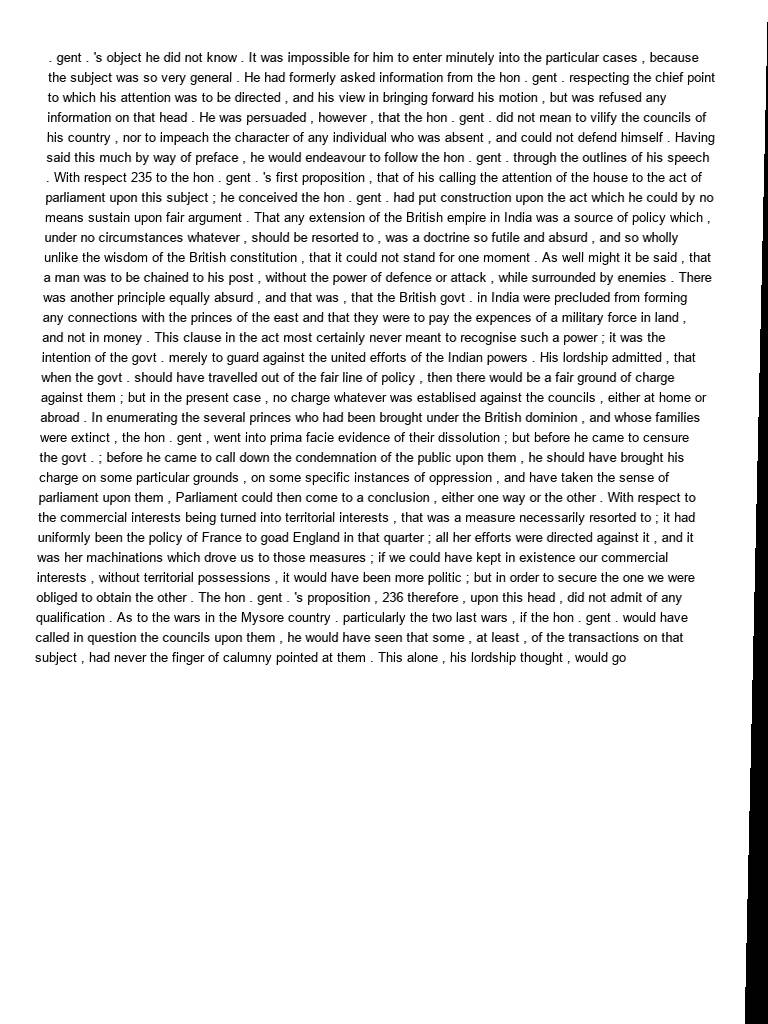 . gent . 's object he did not know . It was impossible for him to enter minutely into the particular cases , because
the subject was so very general . He had formerly asked information from the hon . gent . respecting the chief point
to which his attention was to be directed , and his view in bringing forward his motion , but was refused any
information on that head . He was persuaded , however , that the hon . gent . did not mean to vilify the councils of
his country , nor to impeach the character of any individual who was absent , and could not defend himself . Having
said this much by way of preface , he would endeavour to follow the hon . gent . through the outlines of his speech
. With respect 235 to the hon . gent . 's first proposition , that of his calling the attention of the house to the act of
parliament upon this subject ; he conceived the hon . gent . had put construction upon the act which he could by no
means sustain upon fair argument . That any extension of the British empire in India was a source of policy which ,
under no circumstances whatever , should be resorted to , was a doctrine so futile and absurd , and so wholly
unlike the wisdom of the British constitution , that it could not stand for one moment . As well might it be said , that
a man was to be chained to his post , without the power of defence or attack , while surrounded by enemies . There
was another principle equally absurd , and that was , that the British govt . in India were precluded from forming
any connections with the princes of the east and that they were to pay the expences of a military force in land ,
and not in money . This clause in the act most certainly never meant to recognise such a power ; it was the
intention of the govt . merely to guard against the united efforts of the Indian powers . His lordship admitted , that
when the govt . should have travelled out of the fair line of policy , then there would be a fair ground of charge
against them ; but in the present case , no charge whatever was establised against the councils , either at home or
abroad . In enumerating the several princes who had been brought under the British dominion , and whose families
were extinct , the hon . gent , went into prima facie evidence of their dissolution ; but before he came to censure
the govt . ; before he came to call down the condemnation of the public upon them , he should have brought his
charge on some particular grounds , on some specific instances of oppression , and have taken the sense of
parliament upon them , Parliament could then come to a conclusion , either one way or the other . With respect to
the commercial interests being turned into territorial interests , that was a measure necessarily resorted to ; it had
uniformly been the policy of France to goad England in that quarter ; all her efforts were directed against it , and it
was her machinations which drove us to those measures ; if we could have kept in existence our commercial
interests , without territorial possessions , it would have been more politic ; but in order to secure the one we were
obliged to obtain the other . The hon . gent . 's proposition , 236 therefore , upon this head , did not admit of any
qualification . As to the wars in the Mysore country . particularly the two last wars , if the hon . gent . would have
called in question the councils upon them , he would have seen that some , at least , of the transactions on that
subject , had never the finger of calumny pointed at them . This alone , his lordship thought , would go